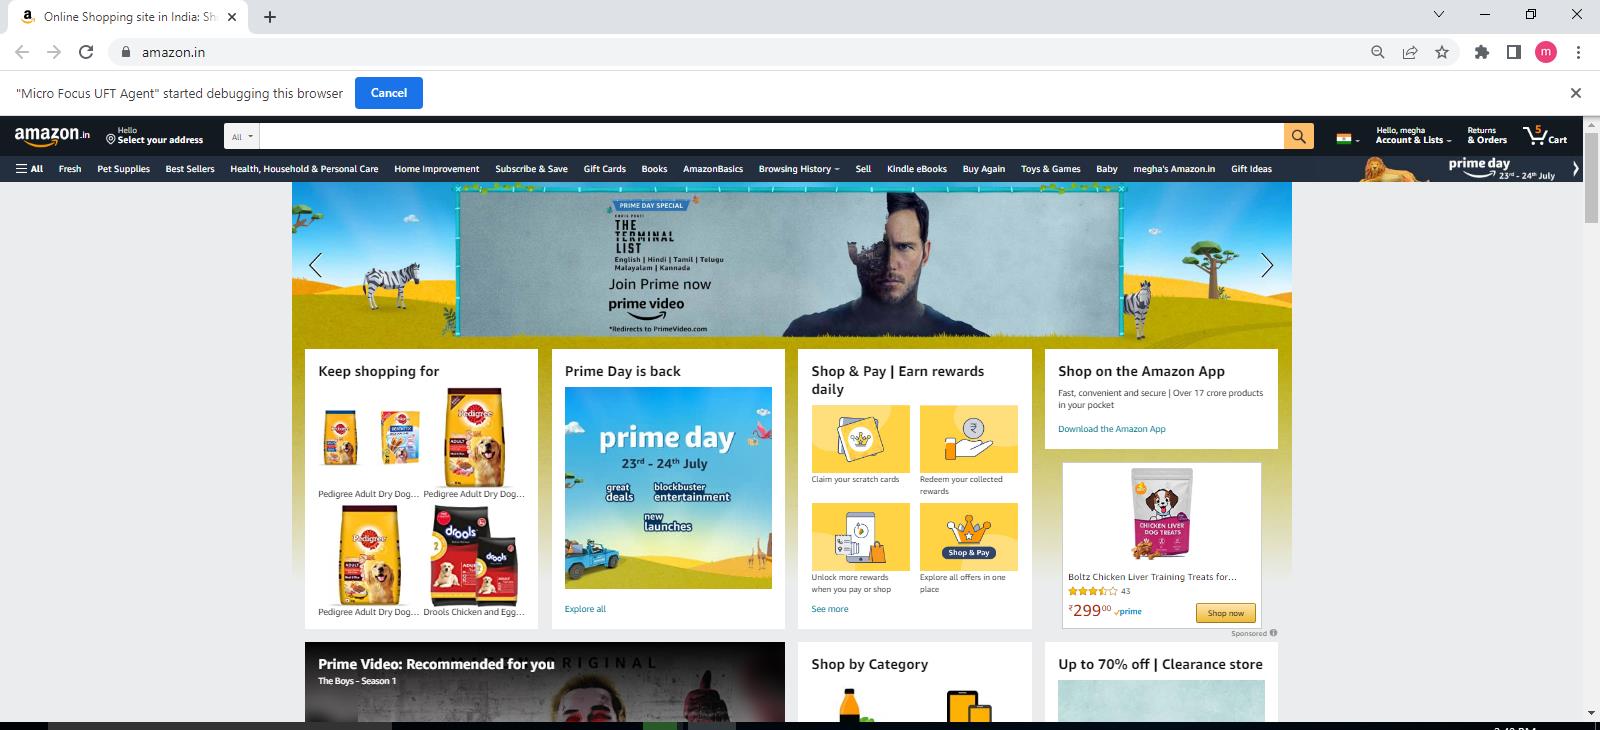 Online Shopping site in India: Sh
amazon.in
m
"Micro Focus UFT Agent" started debugging this browser
Cancel
amazon.in
Hello
Select your address
All
Hello, megha
Account & Lists
Returns
& Orders
5
Cart
All
Fresh
Pet Supplies
Best Sellers
Health, Household & Personal Care
Home Improvement
Subscribe & Save
Gift Cards
Books
AmazonBasics
Browsing History
Sell
Kindle eBooks
Buy Again
Toys & Games
Baby
megha's Amazon.in
Gift Ideas
prime day
23rd - 24th July
PRIME DAY SPECIAL
CHRIS PRATT
THE
TERMINAL
LIST
English | Hindi | Tamil | Telugu
Malayalam | Kannada
Join Prime now
prime video
*Redirects to PrimeVideo.com
Keep shopping for
Pedigree
Pedigree Adult Dry Dog...
Pedigree Adult Dry Dog...
Pedigree
drools
drools
Pedigree Adult Dry Dog...
Drools Chicken and Egg...
Prime Day is back
prime day
23rd - 24th July
great
deals
blockbuster
entertainment
new
launches
Explore all
Shop & Pay | Earn rewards
daily
Claim your scratch cards
Redeem your collected
rewards
Shop & Pay
Unlock more rewards
when you pay or shop
Explore all offers in one
place
See more
Shop on the Amazon App
Fast, convenient and secure | Over 17 crore products
in your pocket
Download the Amazon App
CHICKEN LIVER
DOG TREATS
Boltz Chicken Liver Training Treats for...
43
₹29900
prime
Shop now
Sponsored
Prime Video: Recommended for you
The Boys - Season 1
ORIGINAL
Shop by Category
Up to 70% off | Clearance store